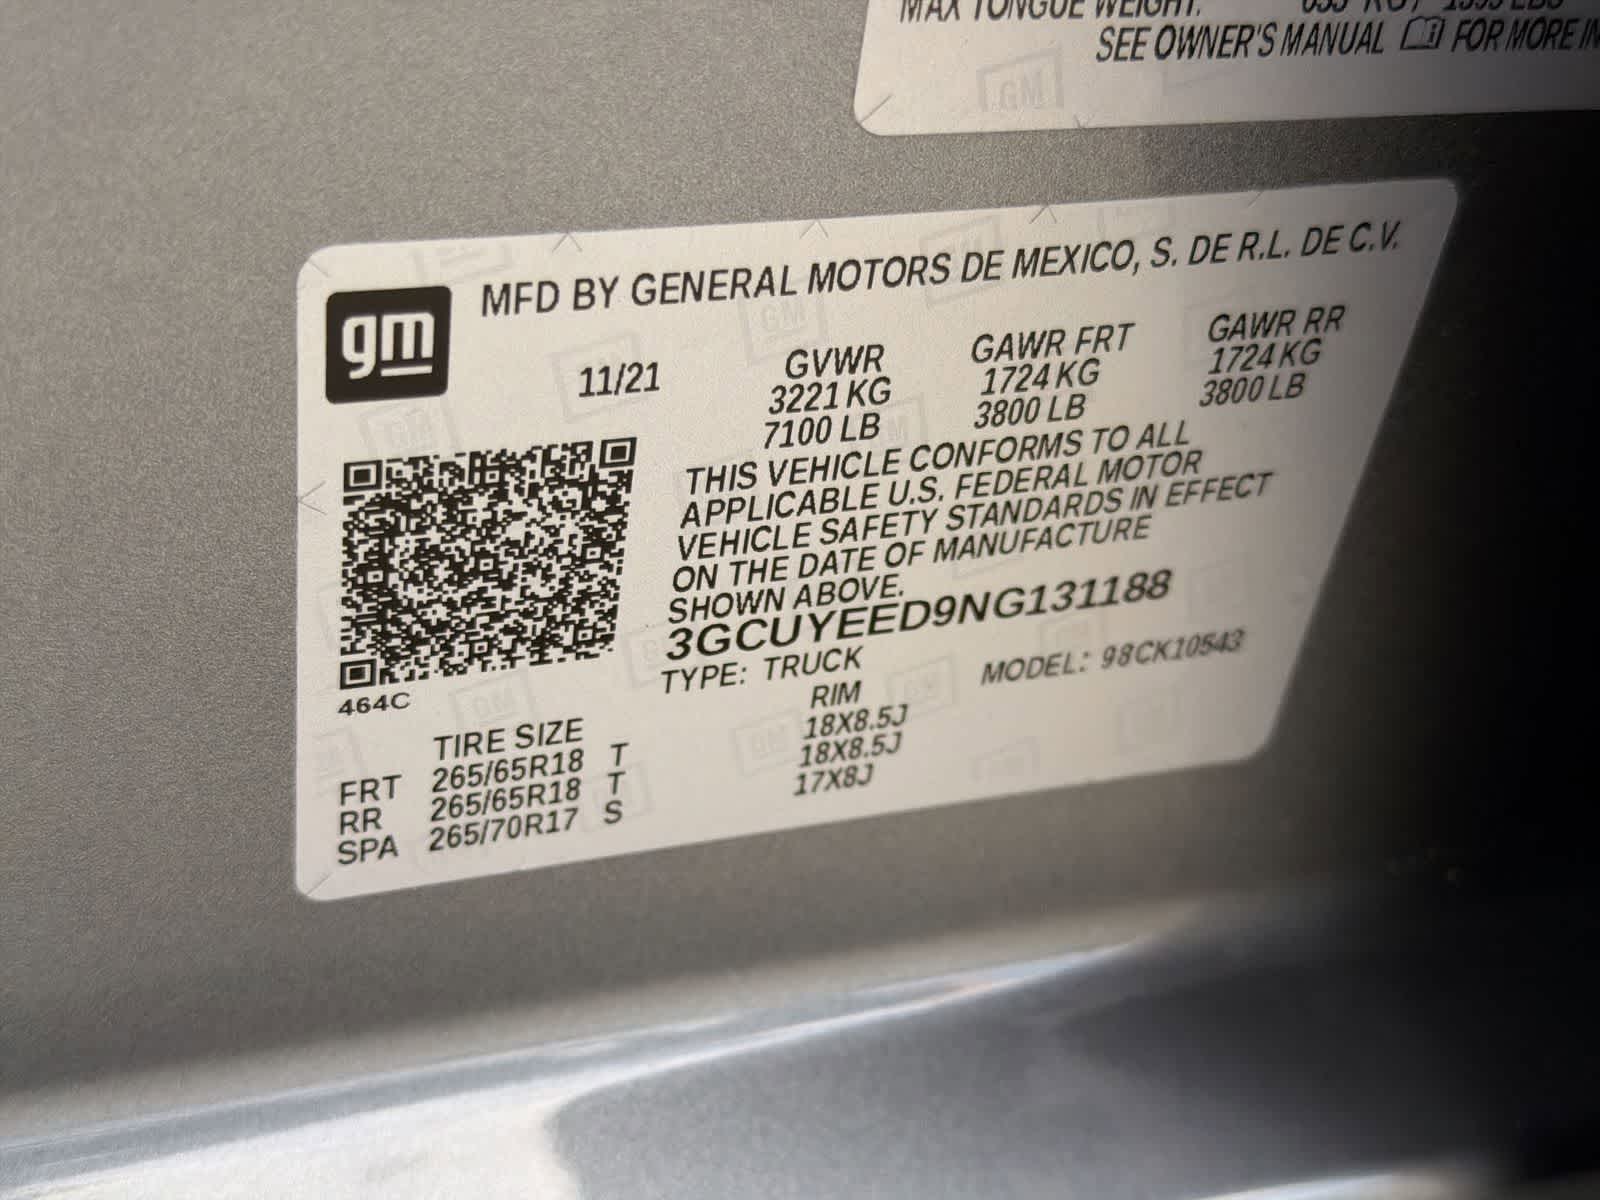 MAX TONGUE WEIGHT:
SEE OWNER'S MANUAL FOR MORE IN
GM
gm
MFD BY GENERAL MOTORS DE MEXICO, S. DE R.L. DE C.V.
11/21 GVWR GAWR FRT GAWR RR
3221 KG 1724 KG 1724 KG
7100 LB 3800 LB 3800 LB
THIS VEHICLE CONFORMS TO ALL
APPLICABLE U.S. FEDERAL MOTOR
VEHICLE SAFETY STANDARDS IN EFFECT
ON THE DATE OF MANUFACTURE
SHOWN ABOVE.
3GCUYEED9NG131188
TYPE: TRUCK MODEL: 98CK10543
464C
TIRE SIZE RIM
FRT 265/65R18 T 18X8.5J
RR 265/65R18 T 18X8.5J
SPA 265/70R17 S 17X8J